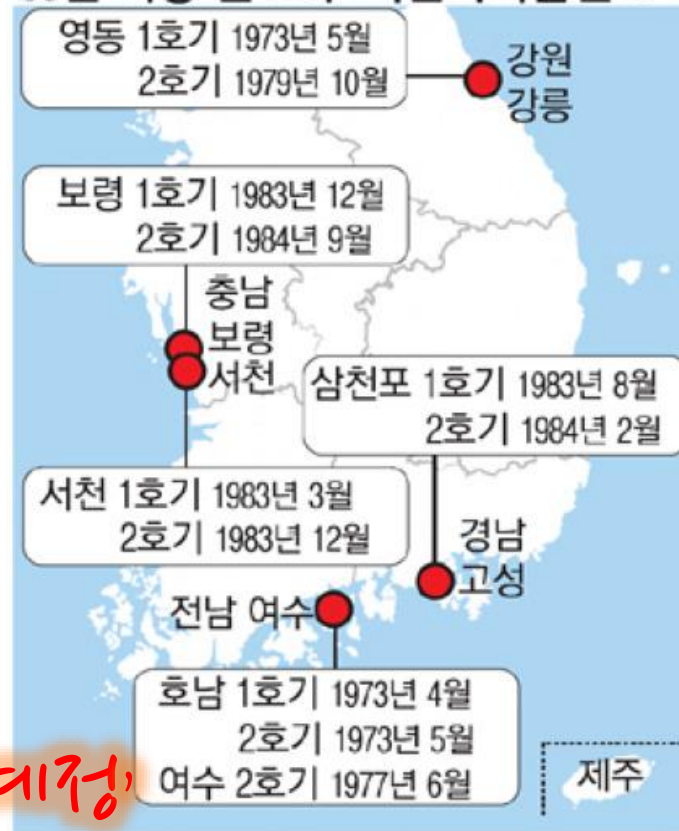 영동 1호기 1973년 5월
2호기 1979년 10월
강원
강릉
보령 1호기 1983년 12월
2호기 1984년 9월
충남
보령
서천
삼천포 1호기 1983년 8월
2호기 1984년 2월
서천 1호기 1983년 3월
2호기 1983년 12월
경남
고성
전남 여수
호남 1호기 1973년 4월
2호기 1973년 5월
여수 2호기 1977년 6월
제주